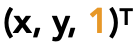 (x, y, 1)ᵀ